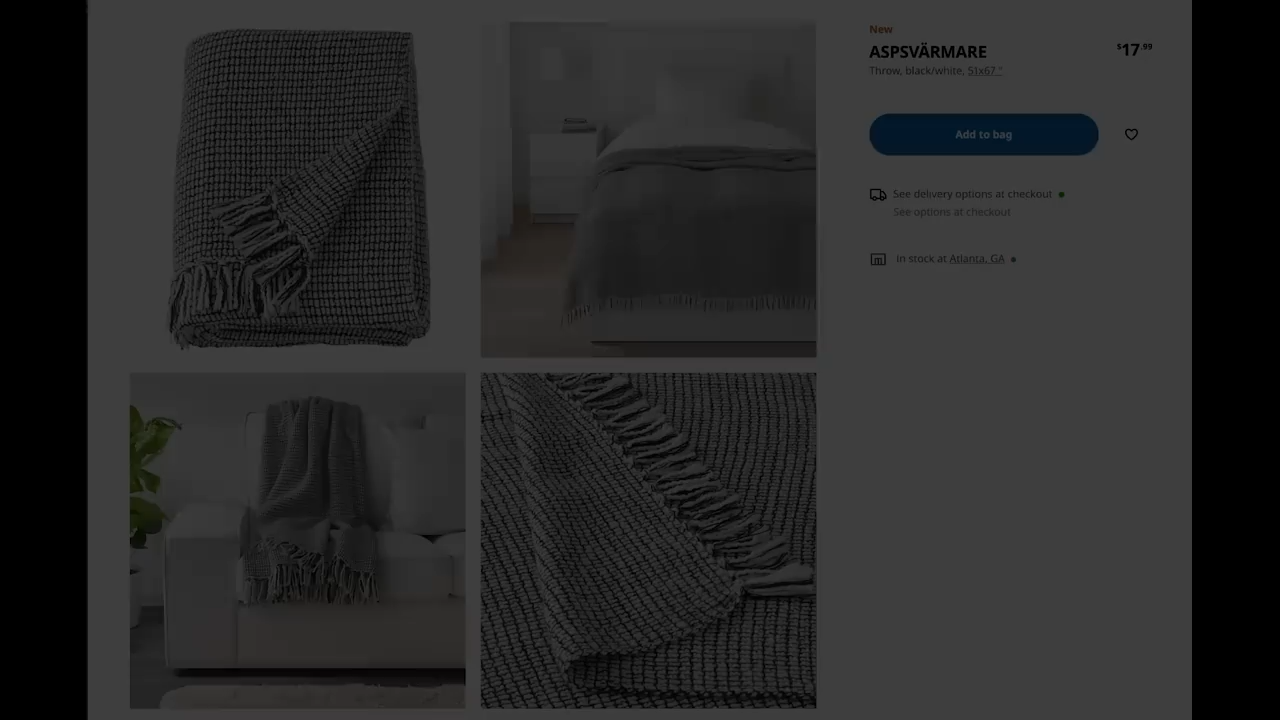 New
ASPSVÄRMARE
$17.99
Throw, black/white, 51x67 "
Add to bag
See delivery options at checkout
See options at checkout
In stock at Atlanta, GA